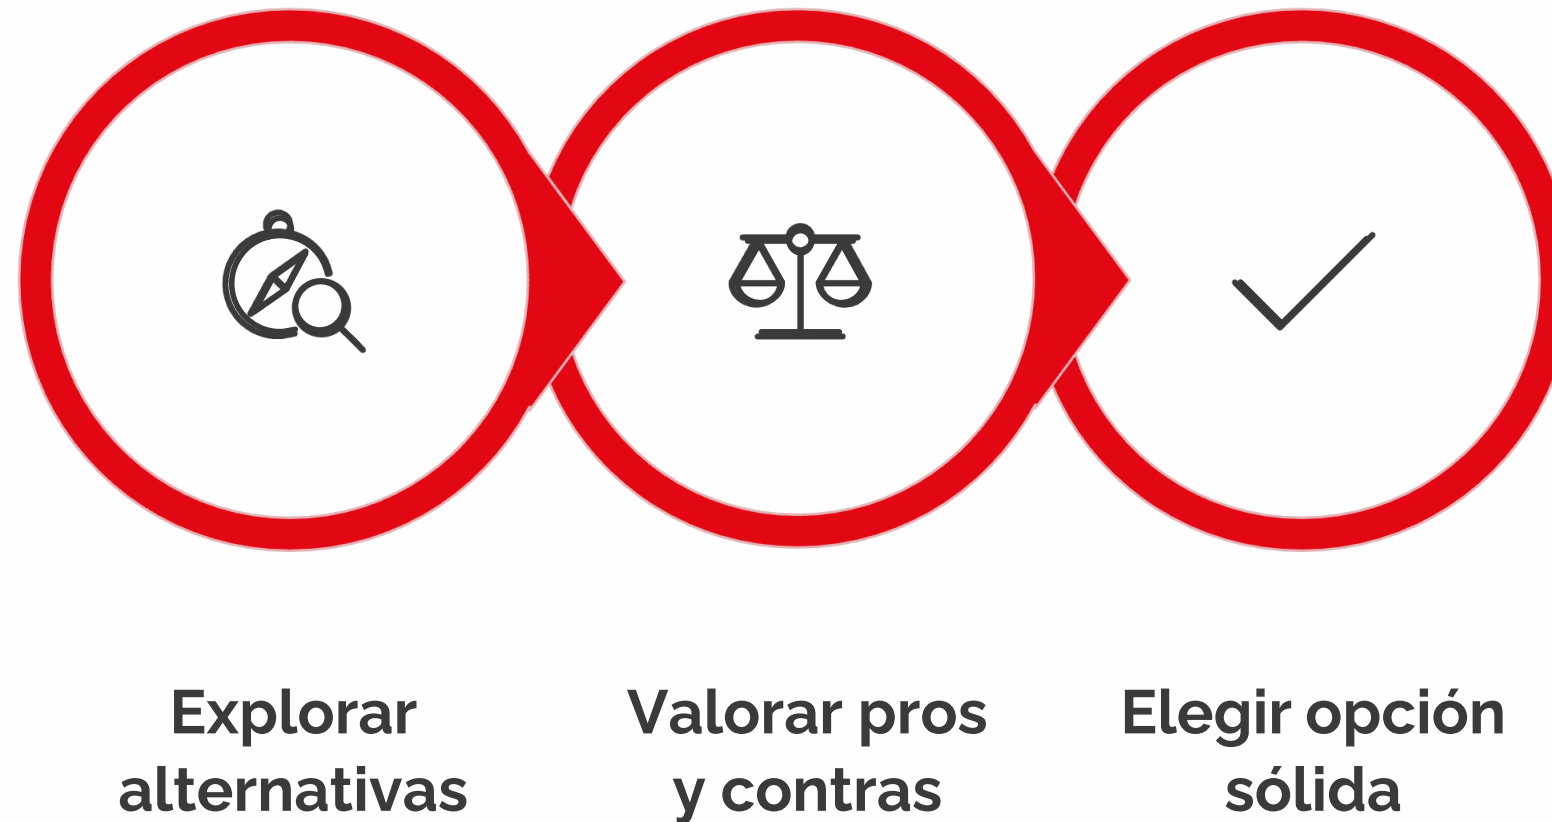 Explorar
alternativas
Valorar pros
y contras
Elegir opción
sólida